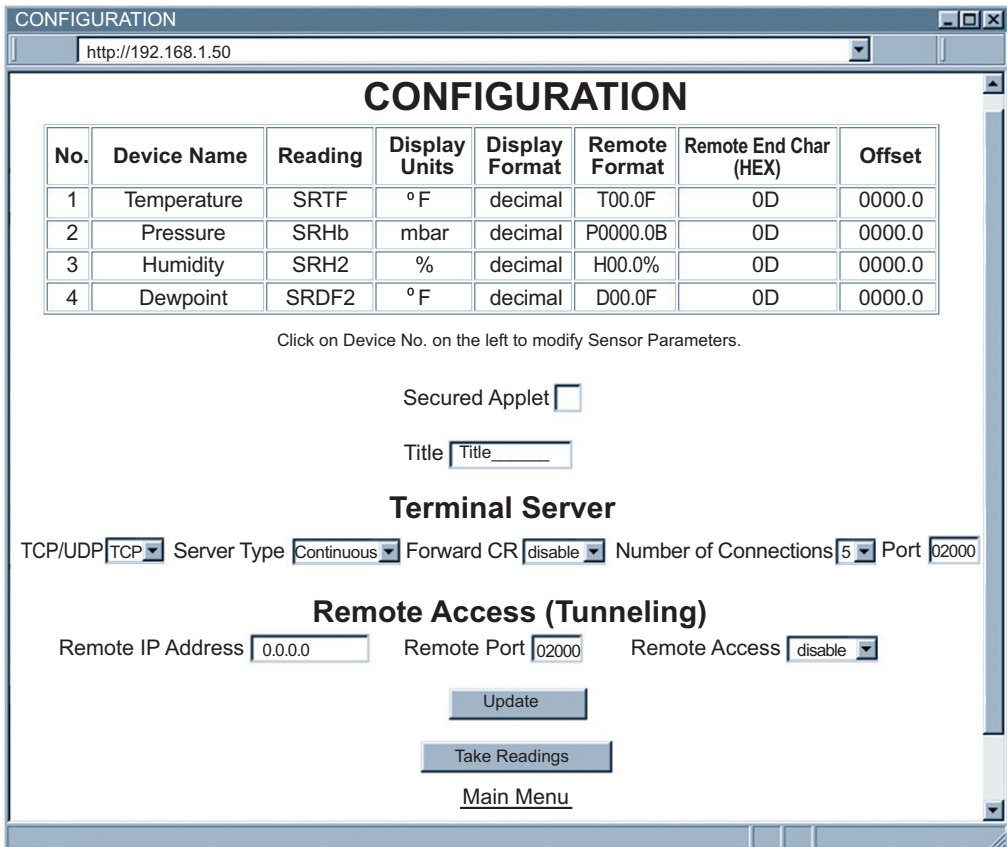 CONFIGURATION
http://192.168.1.50
CONFIGURATION
No. Device Name Reading Display Units Display Format Remote Format Remote End Char (HEX) Offset
1 Temperature SRTF º F decimal T00.0F 0D 0000.0
2 Pressure SRHb mbar decimal P0000.0B 0D 0000.0
3 Humidity SRH2 % decimal H00.0% 0D 0000.0
4 Dewpoint SRDF2 º F decimal D00.0F 0D 0000.0
Click on Device No. on the left to modify Sensor Parameters.
Secured Applet
Title Title______
Terminal Server
TCP/UDP TCP Server Type Continuous Forward CR disable Number of Connections 5 Port 02000
Remote Access (Tunneling)
Remote IP Address 0.0.0.0 Remote Port 02000 Remote Access disable
Update
Take Readings
Main Menu